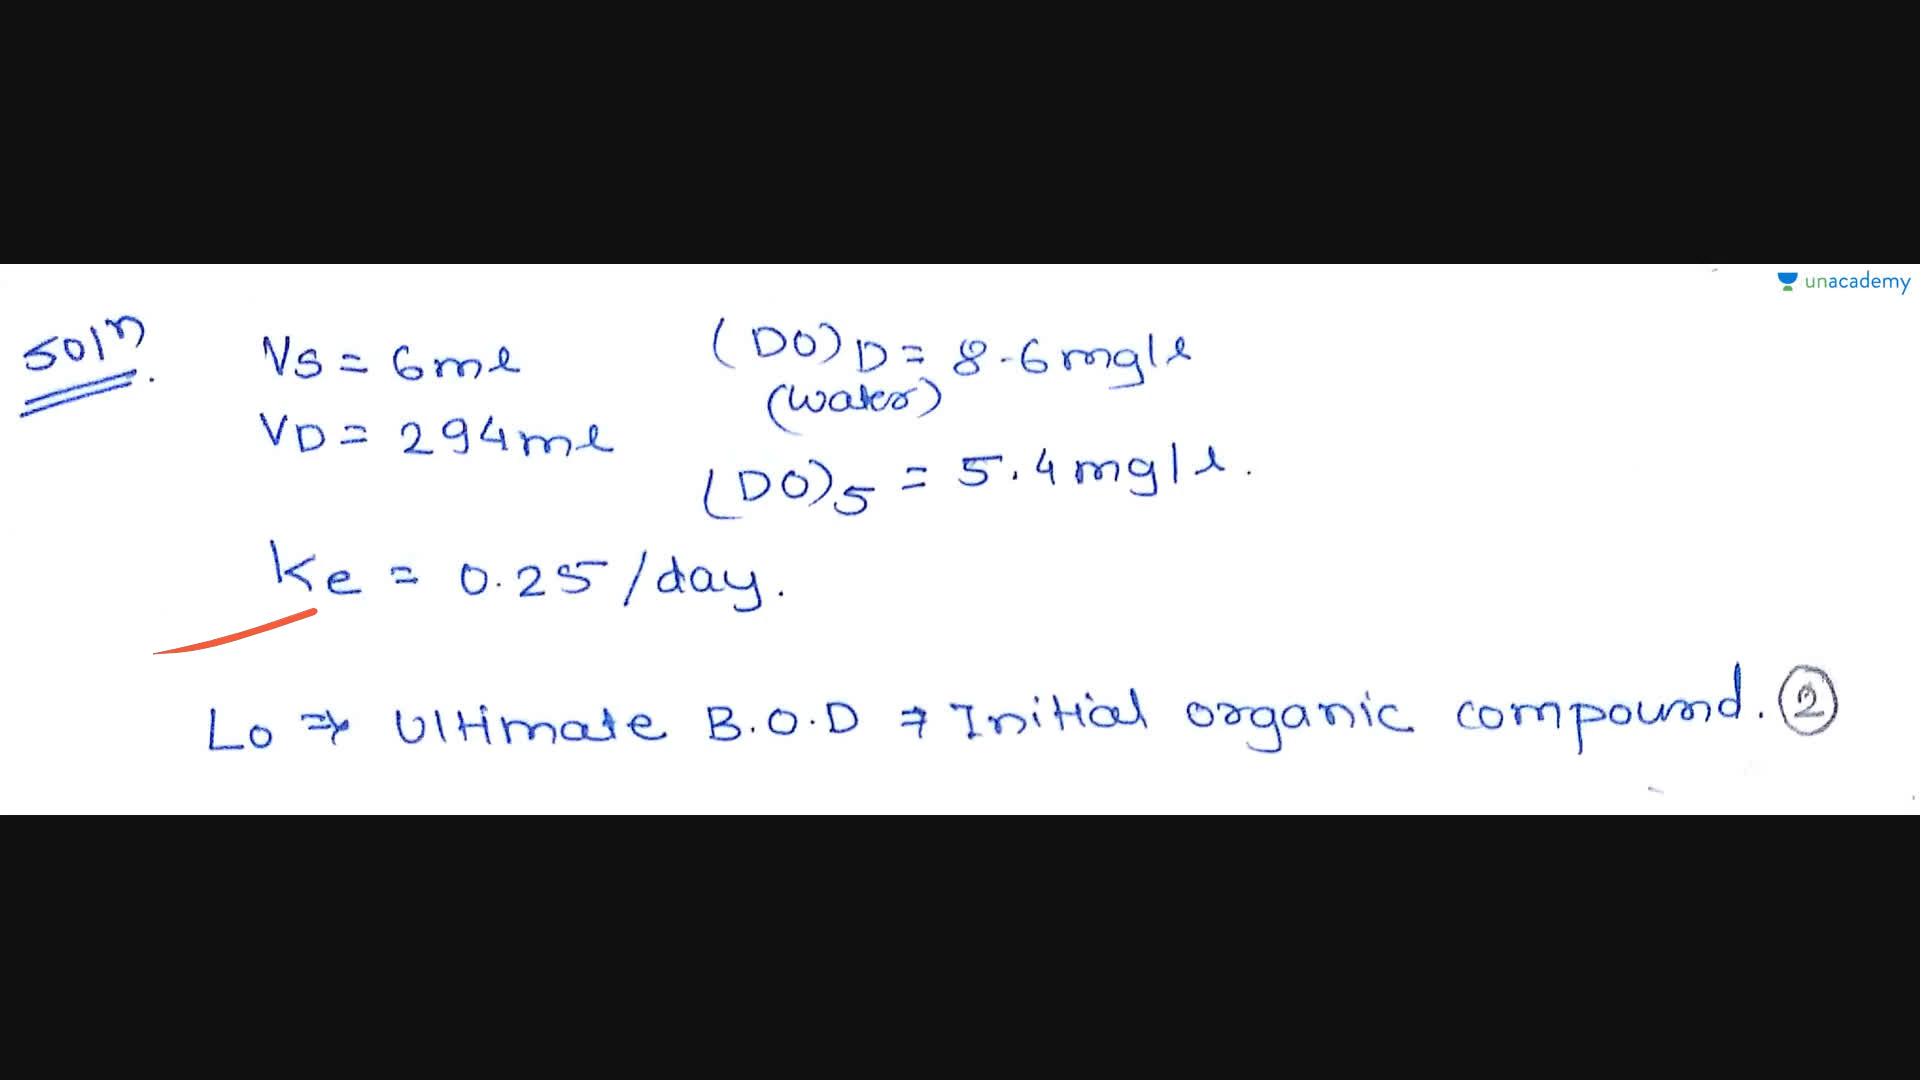 unacademy
Soln.
Vs = 6ml
(DO)D = 8.6mg/l
(water)
VD = 294ml
(DO)5 = 5.4mg/l.
Ke = 0.25/day.
Lo ⇒ Ultimate B.O.D ⇒ Initial organic compound. 2